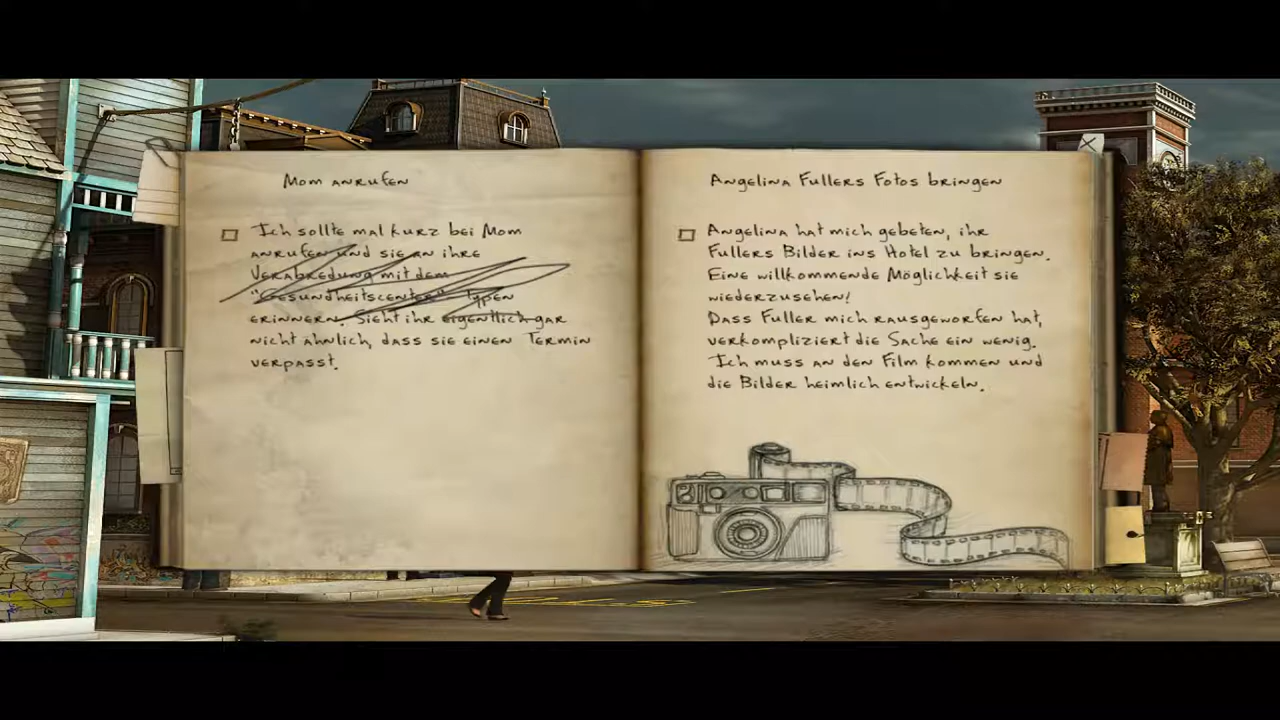 Mom anrufen
Ich sollte mal kurz bei Mom
anrufen und sie an ihre
Verabredung mit dem
"Gesundheitscenter" Typen
erinnern. Sieht ihr eigentlich gar
nicht ähnlich, dass sie einen Termin
verpasst.
Angelina Fullers Fotos bringen
Angelina hat mich gebeten, ihr
Fullers Bilder ins Hotel zu bringen.
Eine willkommende Möglichkeit sie
wiederzusehen!
Dass Fuller mich rausgeworfen hat,
verkompliziert die Sache ein wenig.
Ich muss an den Film kommen und
die Bilder heimlich entwickeln.